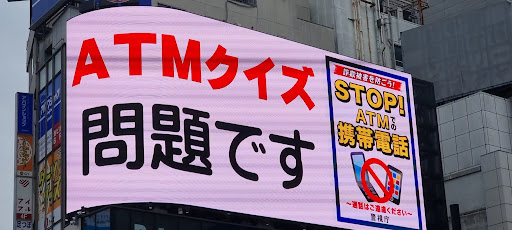 ATMクイズ
問題です
詐欺被害を防ごう!
STOP!
ATMでの
携帯電話
〜通話はご遠慮ください〜
警視庁